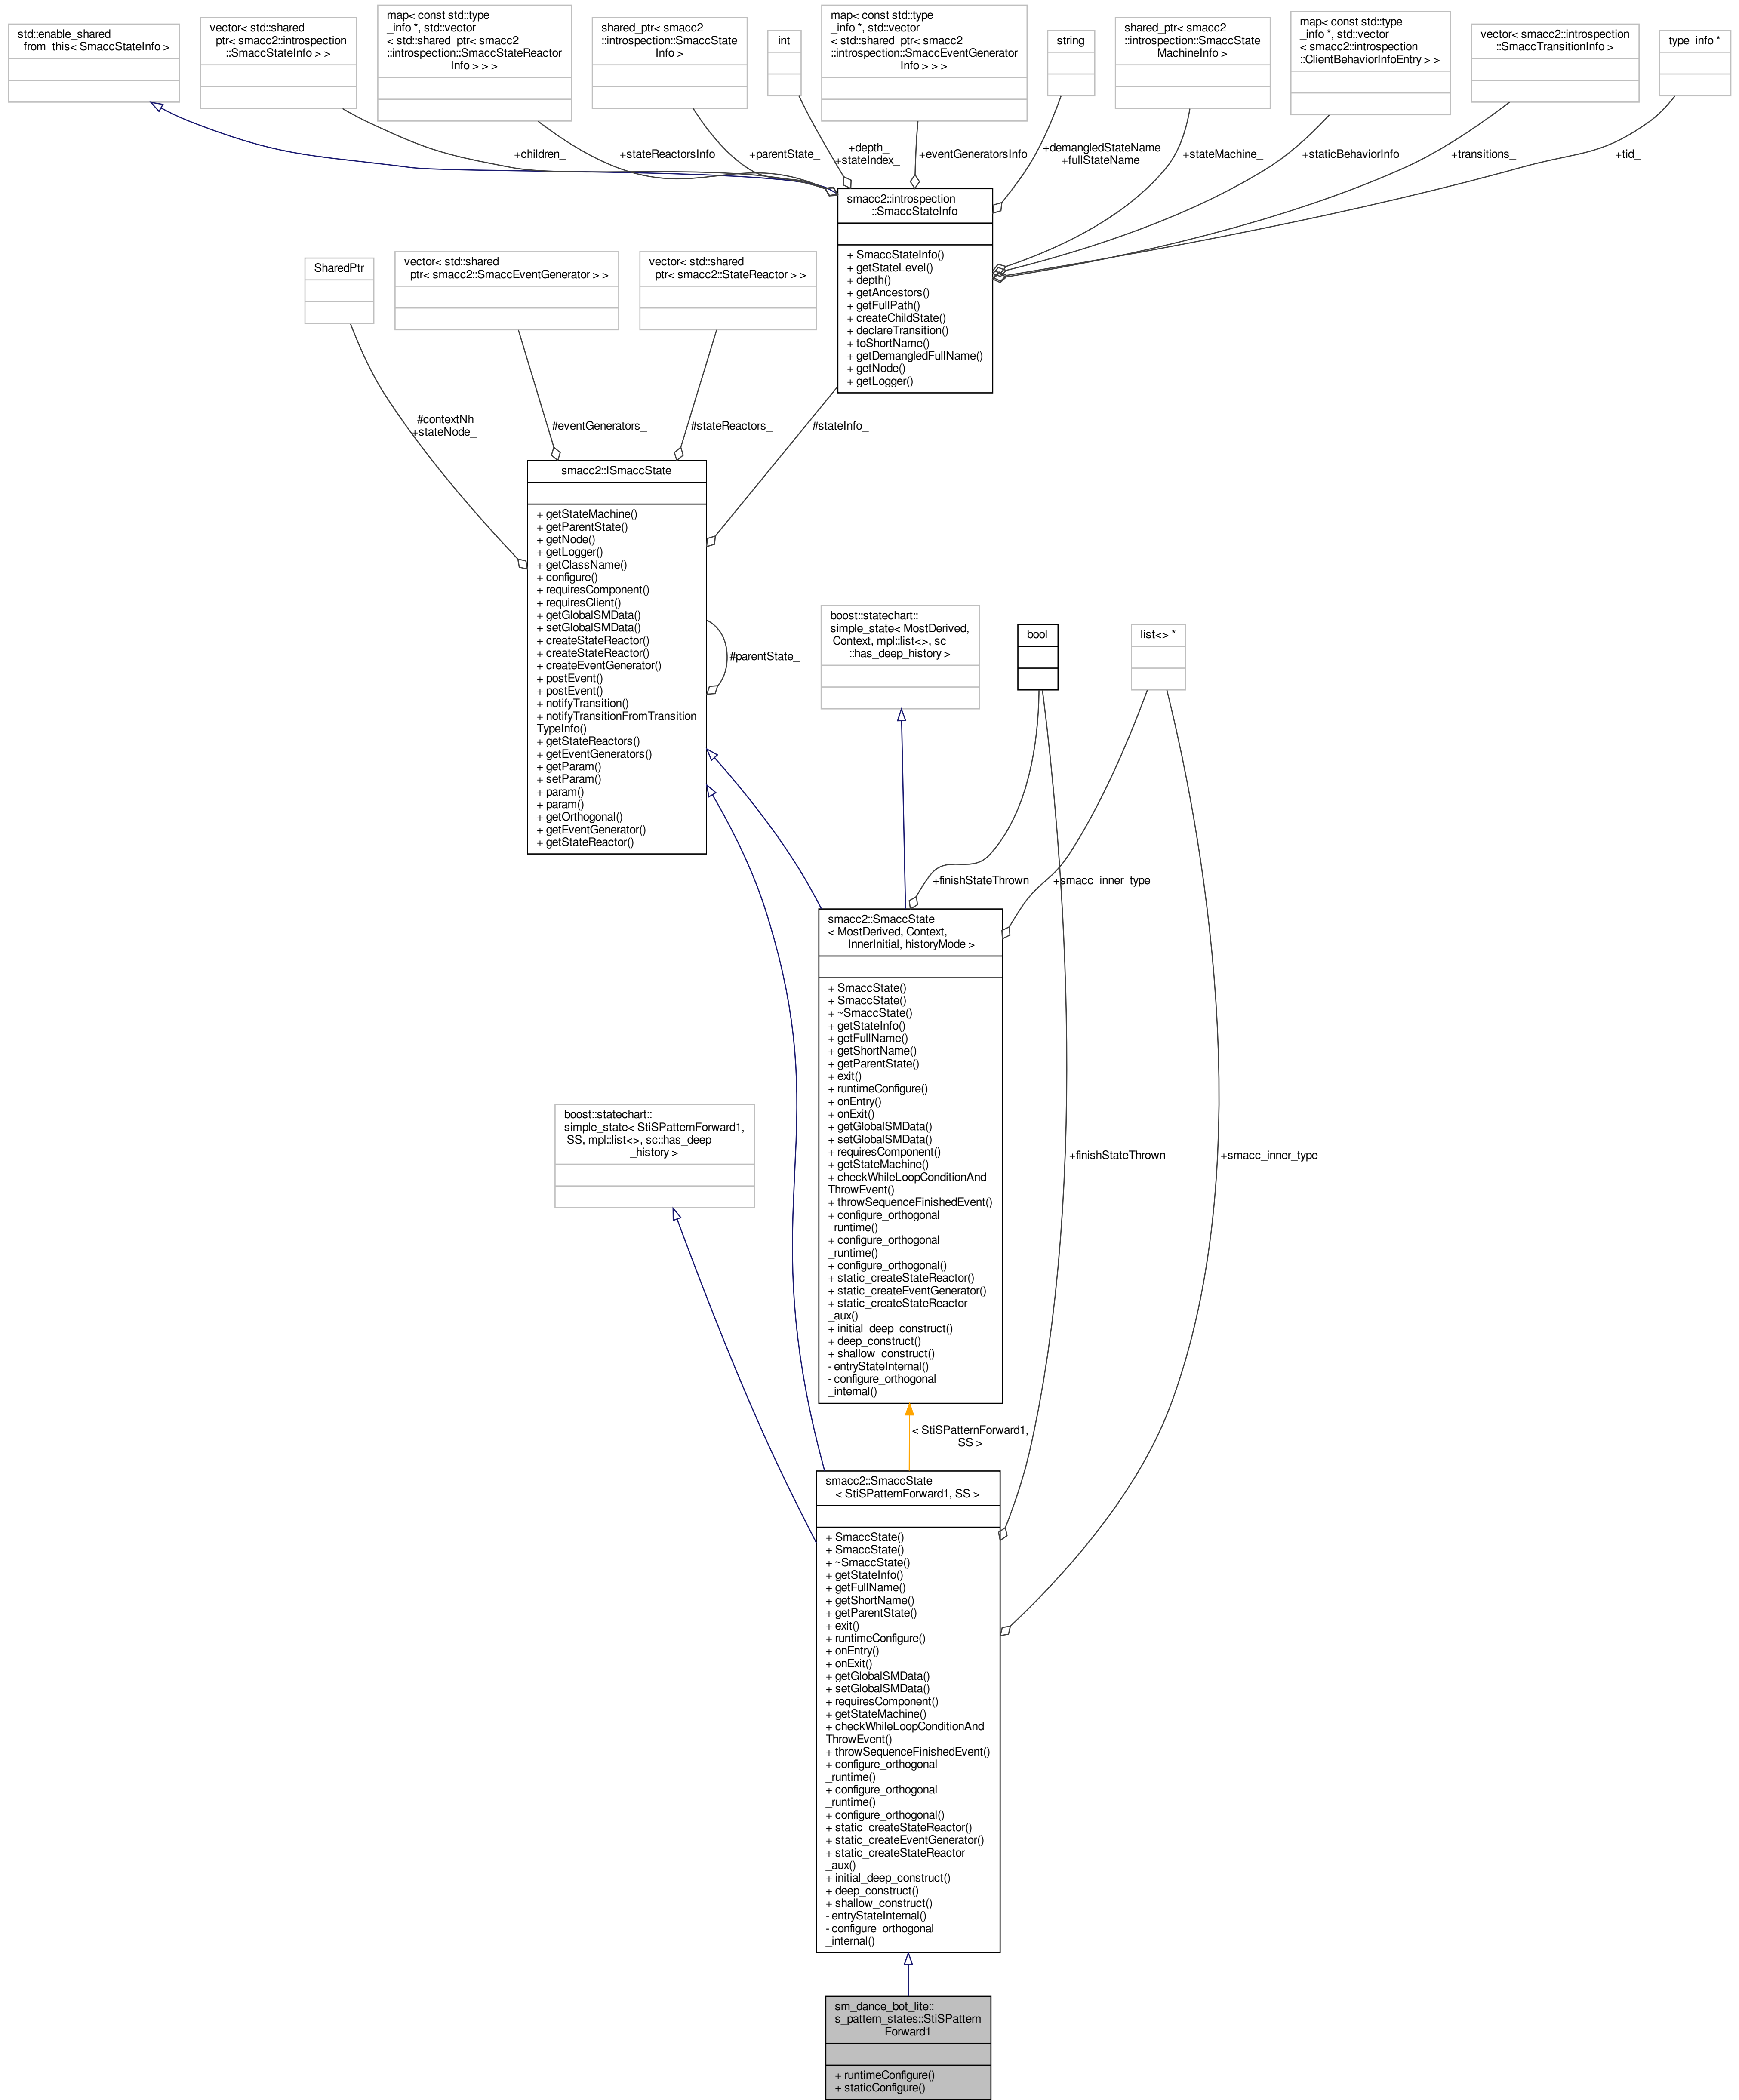 std::enable_shared
_from_this< SmaccStateInfo >
vector< std::shared
_ptr< smacc2::introspection
::SmaccStateInfo > >
map< const std::type
_info *, std::vector
< std::shared_ptr< smacc2
::introspection::SmaccStateReactor
Info > > >
shared_ptr< smacc2
::introspection::SmaccState
Info >
int
map< const std::type
_info *, std::vector
< std::shared_ptr< smacc2
::introspection::SmaccEventGenerator
Info > > >
string
shared_ptr< smacc2
::introspection::SmaccState
MachineInfo >
map< const std::type
_info *, std::vector
< smacc2::introspection
::ClientBehaviorInfoEntry > >
vector< smacc2::introspection
::SmaccTransitionInfo >
type_info *
+children_
+stateReactorsInfo
+parentState_
+depth_
+stateIndex_
+eventGeneratorsInfo
+demangledStateName
+fullStateName
+stateMachine_
+staticBehaviorInfo
+transitions_
+tid_
smacc2::introspection
::SmaccStateInfo
+ SmaccStateInfo()
+ getStateLevel()
+ depth()
+ getAncestors()
+ getFullPath()
+ createChildState()
+ declareTransition()
+ toShortName()
+ getDemangledFullName()
+ getNode()
+ getLogger()
SharedPtr
vector< std::shared
_ptr< smacc2::SmaccEventGenerator > >
vector< std::shared
_ptr< smacc2::StateReactor > >
#contextNh
+stateNode_
#eventGenerators_
#stateReactors_
#stateInfo_
smacc2::ISmaccState
+ getStateMachine()
+ getParentState()
+ getNode()
+ getLogger()
+ getClassName()
+ configure()
+ requiresComponent()
+ requiresClient()
+ getGlobalSMData()
+ setGlobalSMData()
+ createStateReactor()
+ createStateReactor()
+ createEventGenerator()
+ postEvent()
+ postEvent()
+ notifyTransition()
+ notifyTransitionFromTransition
TypeInfo()
+ getStateReactors()
+ getEventGenerators()
+ getParam()
+ setParam()
+ param()
+ param()
+ getOrthogonal()
+ getEventGenerator()
+ getStateReactor()
#parentState_
boost::statechart::
simple_state< MostDerived,
Context, mpl::list<>, sc
::has_deep_history >
bool
list<> *
+finishStateThrown
+smacc_inner_type
smacc2::SmaccState
< MostDerived, Context,
InnerInitial, historyMode >
+ SmaccState()
+ SmaccState()
+ ~SmaccState()
+ getStateInfo()
+ getFullName()
+ getShortName()
+ getParentState()
+ exit()
+ runtimeConfigure()
+ onEntry()
+ onExit()
+ getGlobalSMData()
+ setGlobalSMData()
+ requiresComponent()
+ getStateMachine()
+ checkWhileLoopConditionAnd
ThrowEvent()
+ throwSequenceFinishedEvent()
+ configure_orthogonal
_runtime()
+ configure_orthogonal
_runtime()
+ configure_orthogonal()
+ static_createStateReactor()
+ static_createEventGenerator()
+ static_createStateReactor
_aux()
+ initial_deep_construct()
+ deep_construct()
+ shallow_construct()
- entryStateInternal()
- configure_orthogonal
_internal()
boost::statechart::
simple_state< StiSPatternForward1,
SS, mpl::list<>, sc::has_deep
_history >
+finishStateThrown
+smacc_inner_type
< StiSPatternForward1,
SS >
smacc2::SmaccState
< StiSPatternForward1, SS >
+ SmaccState()
+ SmaccState()
+ ~SmaccState()
+ getStateInfo()
+ getFullName()
+ getShortName()
+ getParentState()
+ exit()
+ runtimeConfigure()
+ onEntry()
+ onExit()
+ getGlobalSMData()
+ setGlobalSMData()
+ requiresComponent()
+ getStateMachine()
+ checkWhileLoopConditionAnd
ThrowEvent()
+ throwSequenceFinishedEvent()
+ configure_orthogonal
_runtime()
+ configure_orthogonal
_runtime()
+ configure_orthogonal()
+ static_createStateReactor()
+ static_createEventGenerator()
+ static_createStateReactor
_aux()
+ initial_deep_construct()
+ deep_construct()
+ shallow_construct()
- entryStateInternal()
- configure_orthogonal
_internal()
sm_dance_bot_lite::
s_pattern_states::StiSPattern
Forward1
+ runtimeConfigure()
+ staticConfigure()